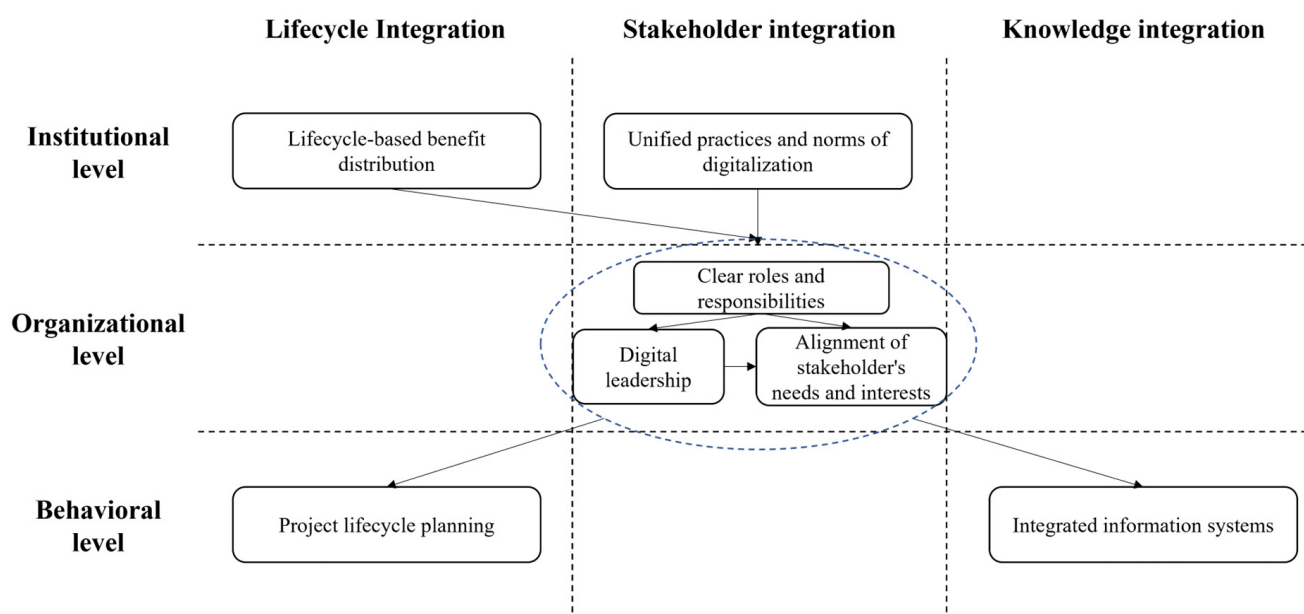 Lifecycle Integration
Stakeholder integration
Knowledge integration
Institutional
level
Lifecycle-based benefit
distribution
Unified practices and norms of
digitalization
Organizational
level
Clear roles and
responsibilities
Digital
leadership
Alignment of
stakeholder's
needs and interests
Behavioral
level
Project lifecycle planning
Integrated information systems